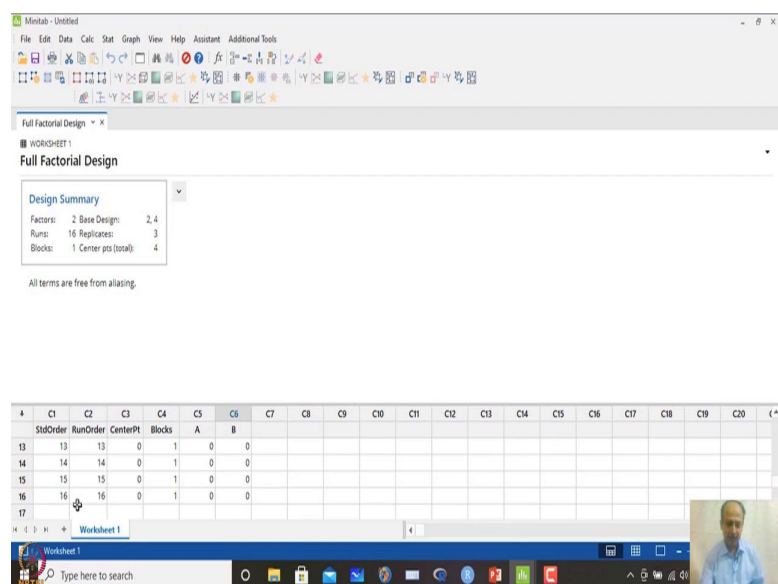 Minitab - Untitled
File Edit Data Calc Stat Graph View Help Assistant Additional Tools
Full Factorial Design
WORKSHEET 1
Full Factorial Design
Design Summary
Factors: 2 Base Design: 2, 4
Runs: 16 Replicates: 3
Blocks: 1 Center pts (total): 4
All terms are free from aliasing.
C1 C2 C3 C4 C5 C6 C7 C8 C9 C10 C11 C12 C13 C14 C15 C16 C17 C18 C19 C20
StdOrder RunOrder CenterPt Blocks A B
13 13 13 0 1 0 0
14 14 14 0 1 0 0
15 15 15 0 1 0 0
16 16 16 0 1 0 0
17
Worksheet 1
Worksheet 1
Type here to search